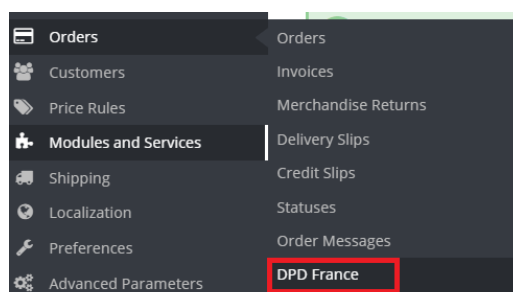 Orders
Customers
Price Rules
Modules and Services
Shipping
Localization
Preferences
Advanced Parameters
Orders
Invoices
Merchandise Returns
Delivery Slips
Credit Slips
Statuses
Order Messages
DPD France